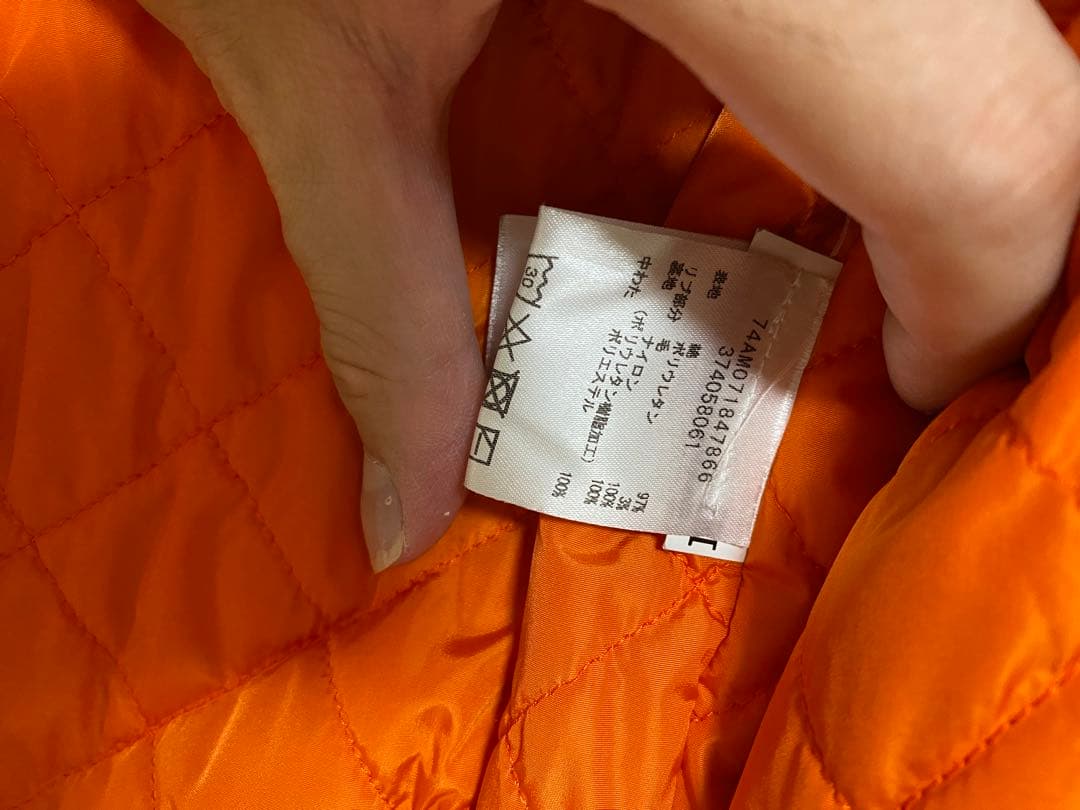 74AM071847866
374058061
表地 綿 97%
ポリウレタン 3%
リブ部分 毛 100%
裏地 ナイロン 100%
(ポリウレタン樹脂加工)
中わた ポリエステル 100%
30